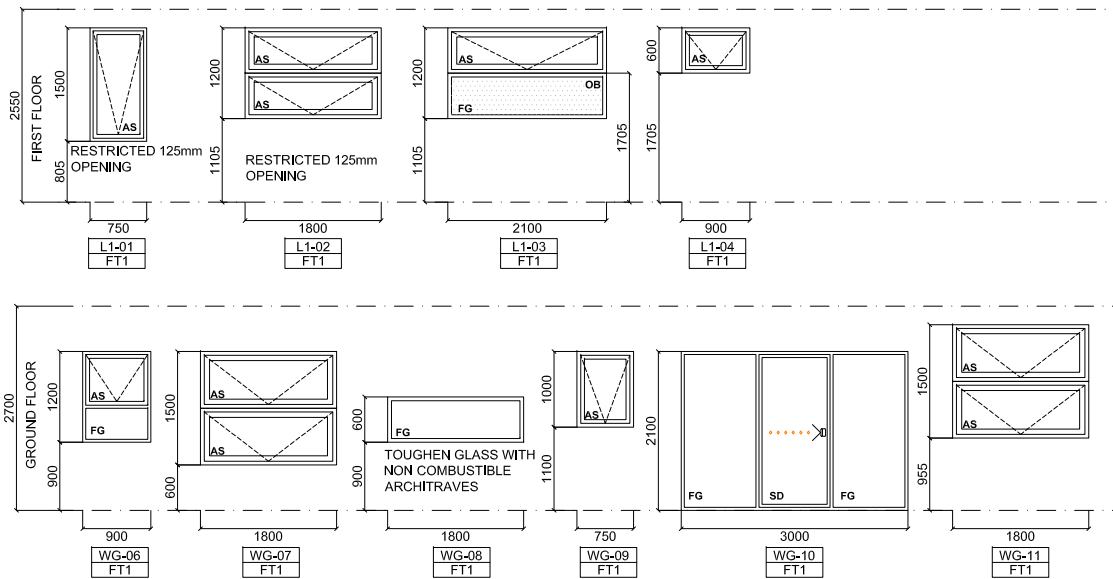 2550
FIRST FLOOR
1500
805
AS
RESTRICTED 125mm
OPENING
750
L1-01
FT1
1200
1105
AS
AS
RESTRICTED 125mm
OPENING
1800
L1-02
FT1
1200
1105
AS
OB
FG
1705
2100
L1-03
FT1
600
1705
AS
900
L1-04
FT1
2700
GROUND FLOOR
1200
900
AS
FG
900
WG-06
FT1
1500
600
AS
AS
1800
WG-07
FT1
600
900
FG
TOUGHEN GLASS WITH
NON COMBUSTIBLE
ARCHITRAVES
1800
WG-08
FT1
1000
1100
AS
750
WG-09
FT1
2100
FG
SD
FG
3000
WG-10
FT1
1500
955
AS
AS
1800
WG-11
FT1